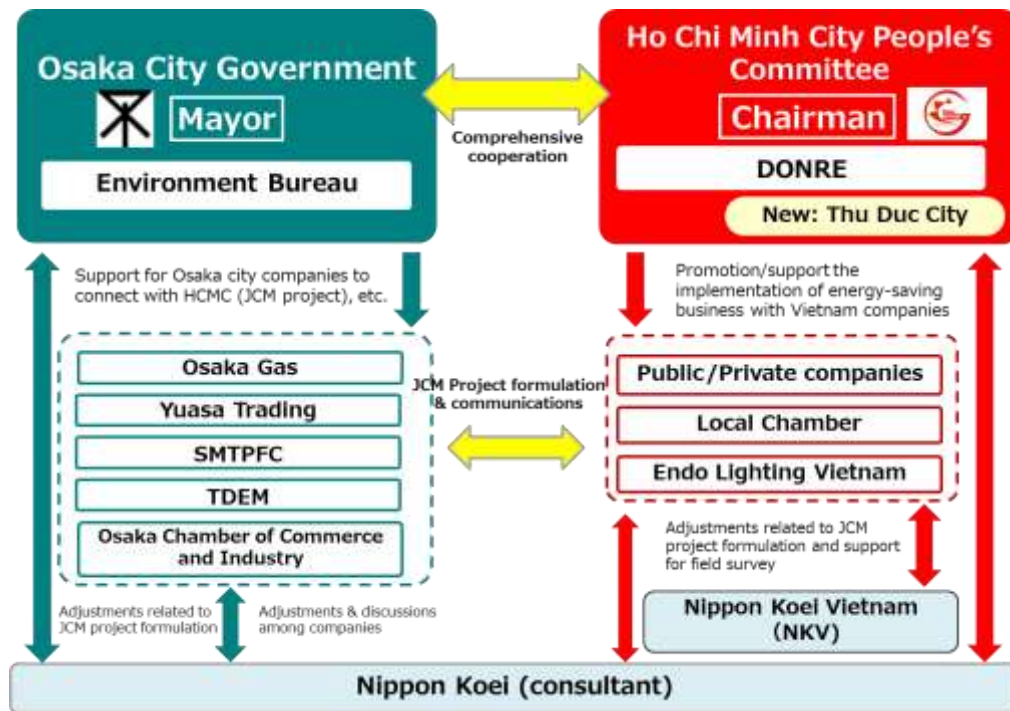 Osaka City Government
Mayor
Environment Bureau
Comprehensive
cooperation
Ho Chi Minh City People's
Committee
Chairman
DONRE
New: Thu Duc City
Support for Osaka city companies to
connect with HCMC (JCM project), etc.
Promotion/support the
implementation of energy-saving
business with Vietnam companies
Osaka Gas
Yuasa Trading
SMTPFC
TDEM
Osaka Chamber of Commerce
and Industry
JCM Project formulation
& communications
Public/Private companies
Local Chamber
Endo Lighting Vietnam
Adjustments related to
JCM project formulation
Adjustments & discussions
among companies
Adjustments related to JCM
project formulation and support
for field survey
Nippon Koei Vietnam
(NKV)
Nippon Koei (consultant)